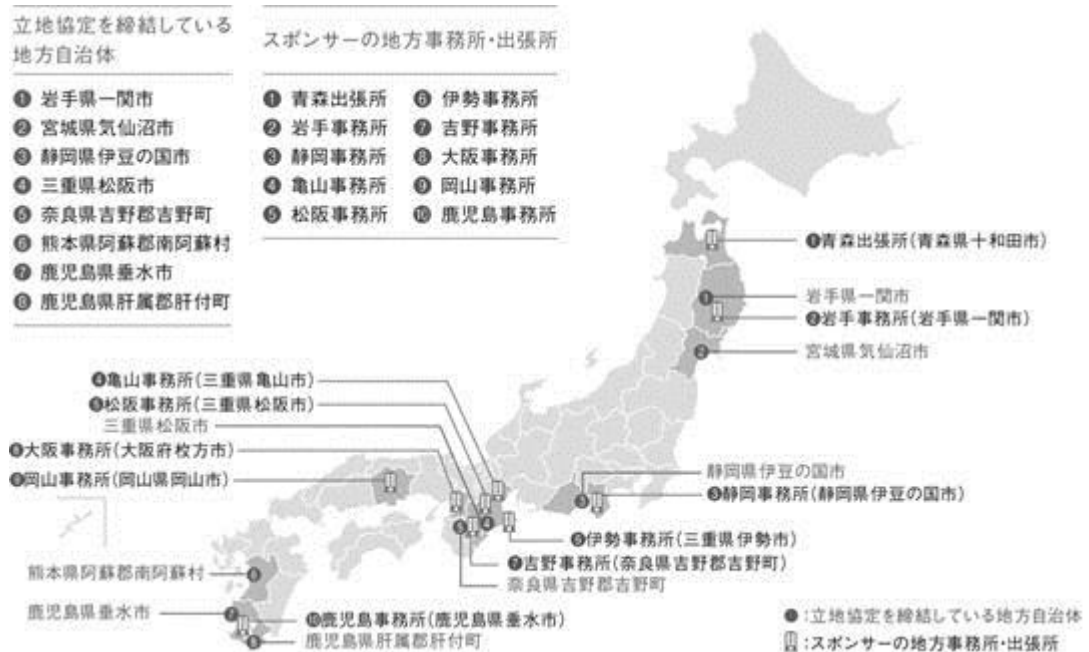 立地協定を締結している
地方自治体
❶ 岩手県一関市
❷ 宮城県気仙沼市
❸ 静岡県伊豆の国市
❹ 三重県松阪市
❺ 奈良県吉野郡吉野町
❻ 熊本県阿蘇郡南阿蘇村
❼ 鹿児島県垂水市
❽ 鹿児島県肝属郡肝付町
スポンサーの地方事務所・出張所
❶ 青森出張所
❷ 岩手事務所
❸ 静岡事務所
❹ 亀山事務所
❺ 松阪事務所
❻ 伊勢事務所
❼ 吉野事務所
❽ 大阪事務所
❾ 岡山事務所
❿ 鹿児島事務所
❶青森出張所(青森県十和田市)
❶
岩手県一関市
❷岩手事務所(岩手県一関市)
❷
宮城県気仙沼市
❹亀山事務所(三重県亀山市)
❺松阪事務所(三重県松阪市)
三重県松阪市
❽大阪事務所(大阪府枚方市)
❾岡山事務所(岡山県岡山市)
静岡県伊豆の国市
❸静岡事務所(静岡県伊豆の国市)
❸
❺
❹
❻伊勢事務所(三重県伊勢市)
❼吉野事務所(奈良県吉野郡吉野町)
奈良県吉野郡吉野町
熊本県阿蘇郡南阿蘇村
❻
鹿児島県垂水市
❼
❿鹿児島事務所(鹿児島県垂水市)
❽
鹿児島県肝属郡肝付町
●:立地協定を締結している地方自治体
:スポンサーの地方事務所・出張所